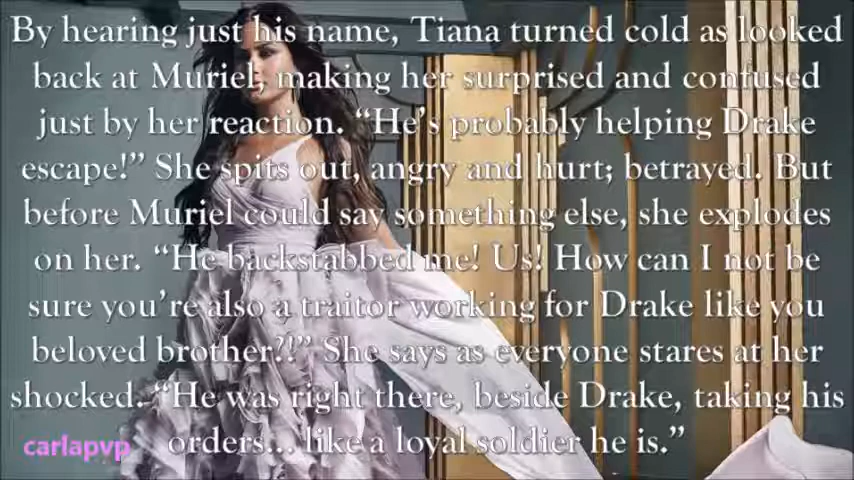 By hearing just his name, Tiana turned cold as looked
back at Muriel, making her surprised and confused
just by her reaction. “He’s probably helping Drake
escape!” She spits out, angry and hurt; betrayed. But
before Muriel could say something else, she explodes
on her. “He backstabbed me! Us! How can I not be
sure you’re also a traitor working for Drake like you
beloved brother?!” She says as everyone stares at her
shocked. “He was right there, beside Drake, taking his
orders... like a loyal soldier he is.”
carlapvp